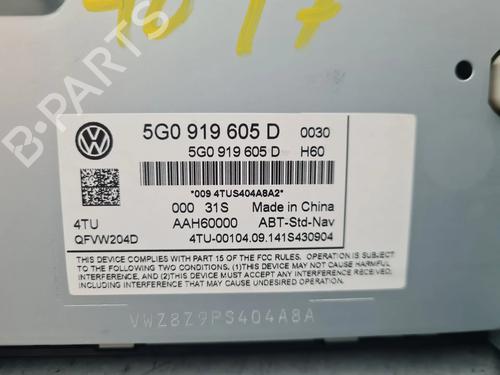 5G0 919 605 D 0030
5G0 919 605 D H60
*009 4TUS404A8A2*
000 31S Made in China
4TU AAH60000 ABT-Std-Nav
QFVW204D 4TU-00104.09.141S430904
THIS DEVICE COMPLIES WITH PART 15 OF THE FCC RULES. OPERATION IS
SUBJECT TO THE FOLLOWING TWO CONDITIONS: (1) THIS DEVICE MAY NOT
CAUSE HARMFUL INTERFERENCE, AND (2) THIS DEVICE MUST ACCEPT ANY
INTERFERENCE RECEIVED, INCLUDING INTERFERENCE THAT MAY CAUSE
UNDESIRED OPERATION.
VWZ8Z9PS404A8A